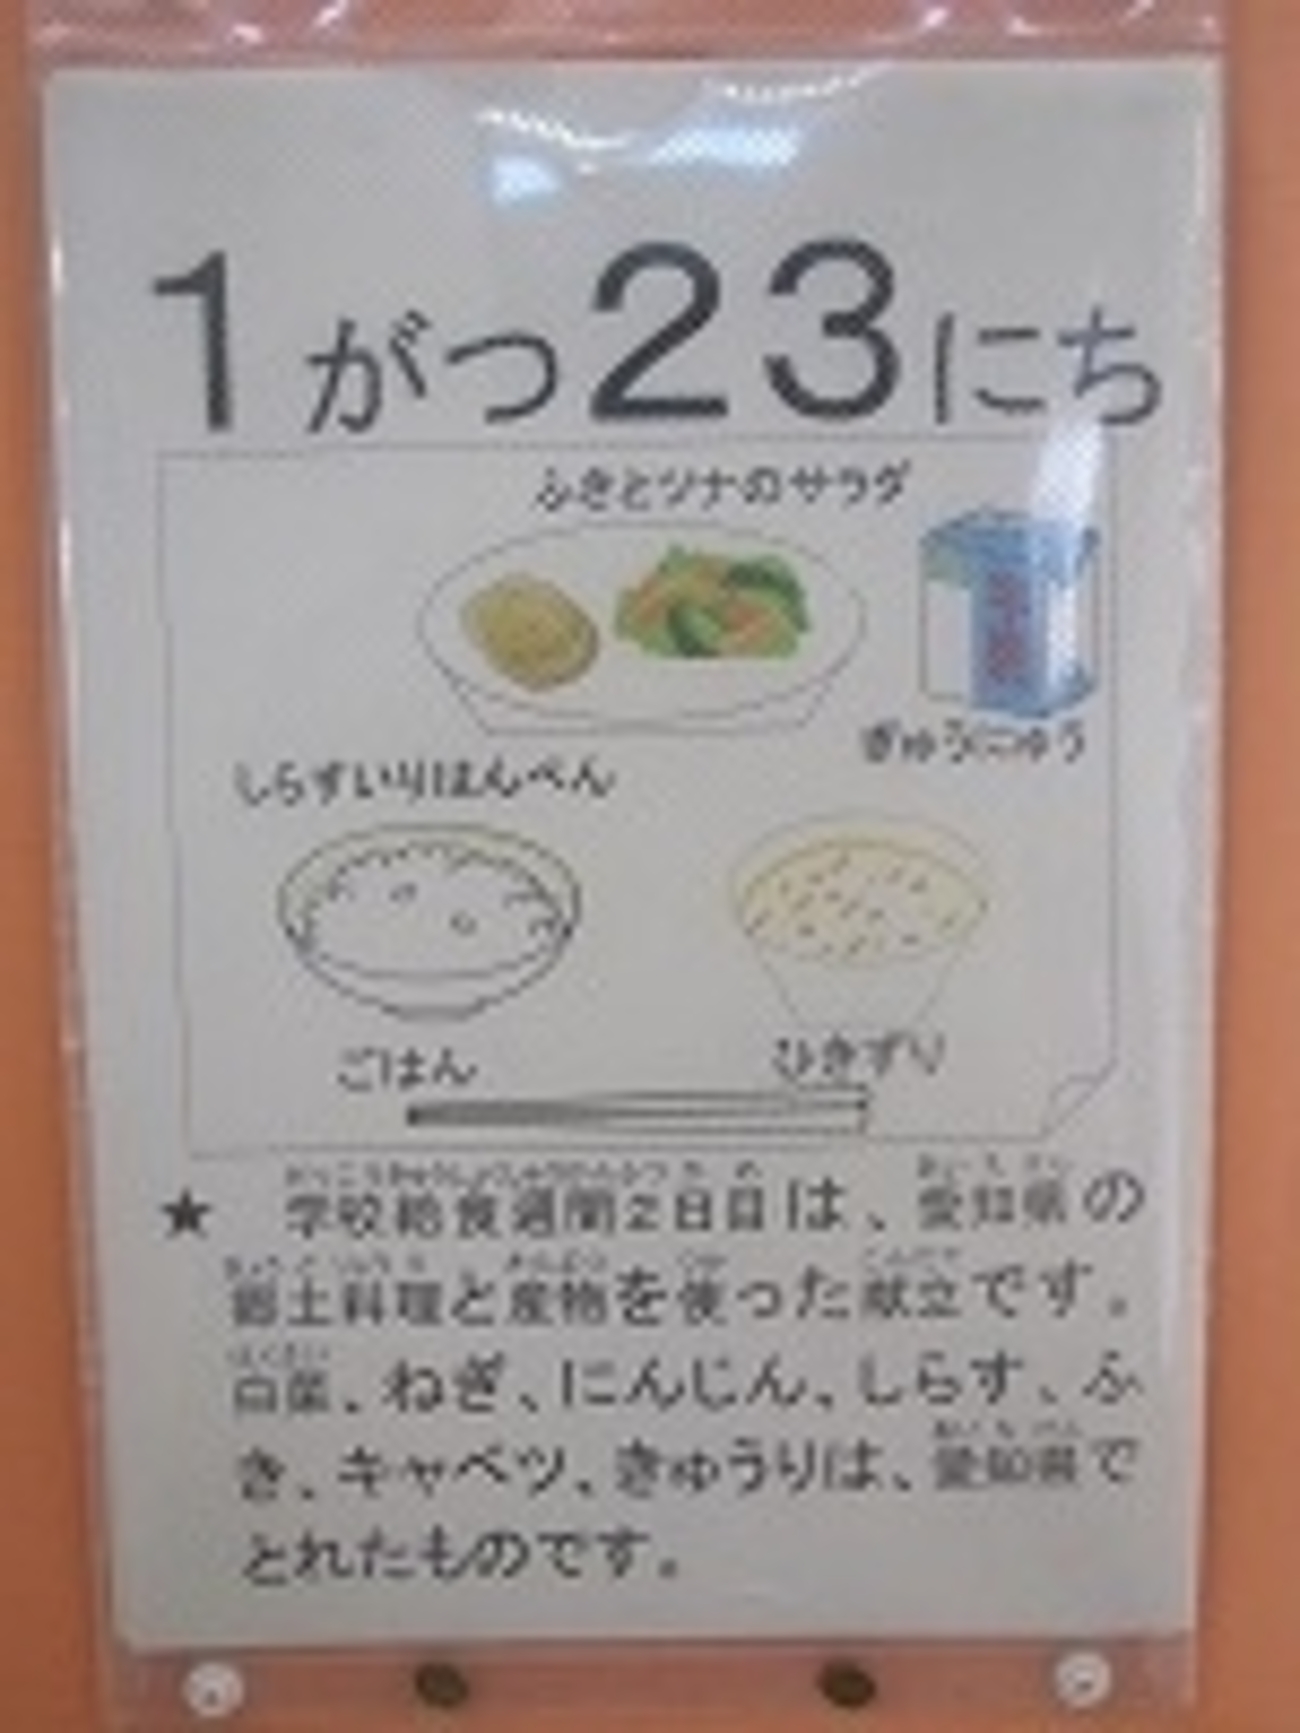 1がつ23にち
ふきとツナのサラダ
ぎゅうにゅう
しらすいりはんぺん
ごはん
ひきずり
★ 学校給食週間2日目は、愛知県の
郷土料理と産物を使った献立です。
白菜、ねぎ、にんじん、しらす、ふ
き、キャベツ、きゅうりは、愛知県で
とれたものです。